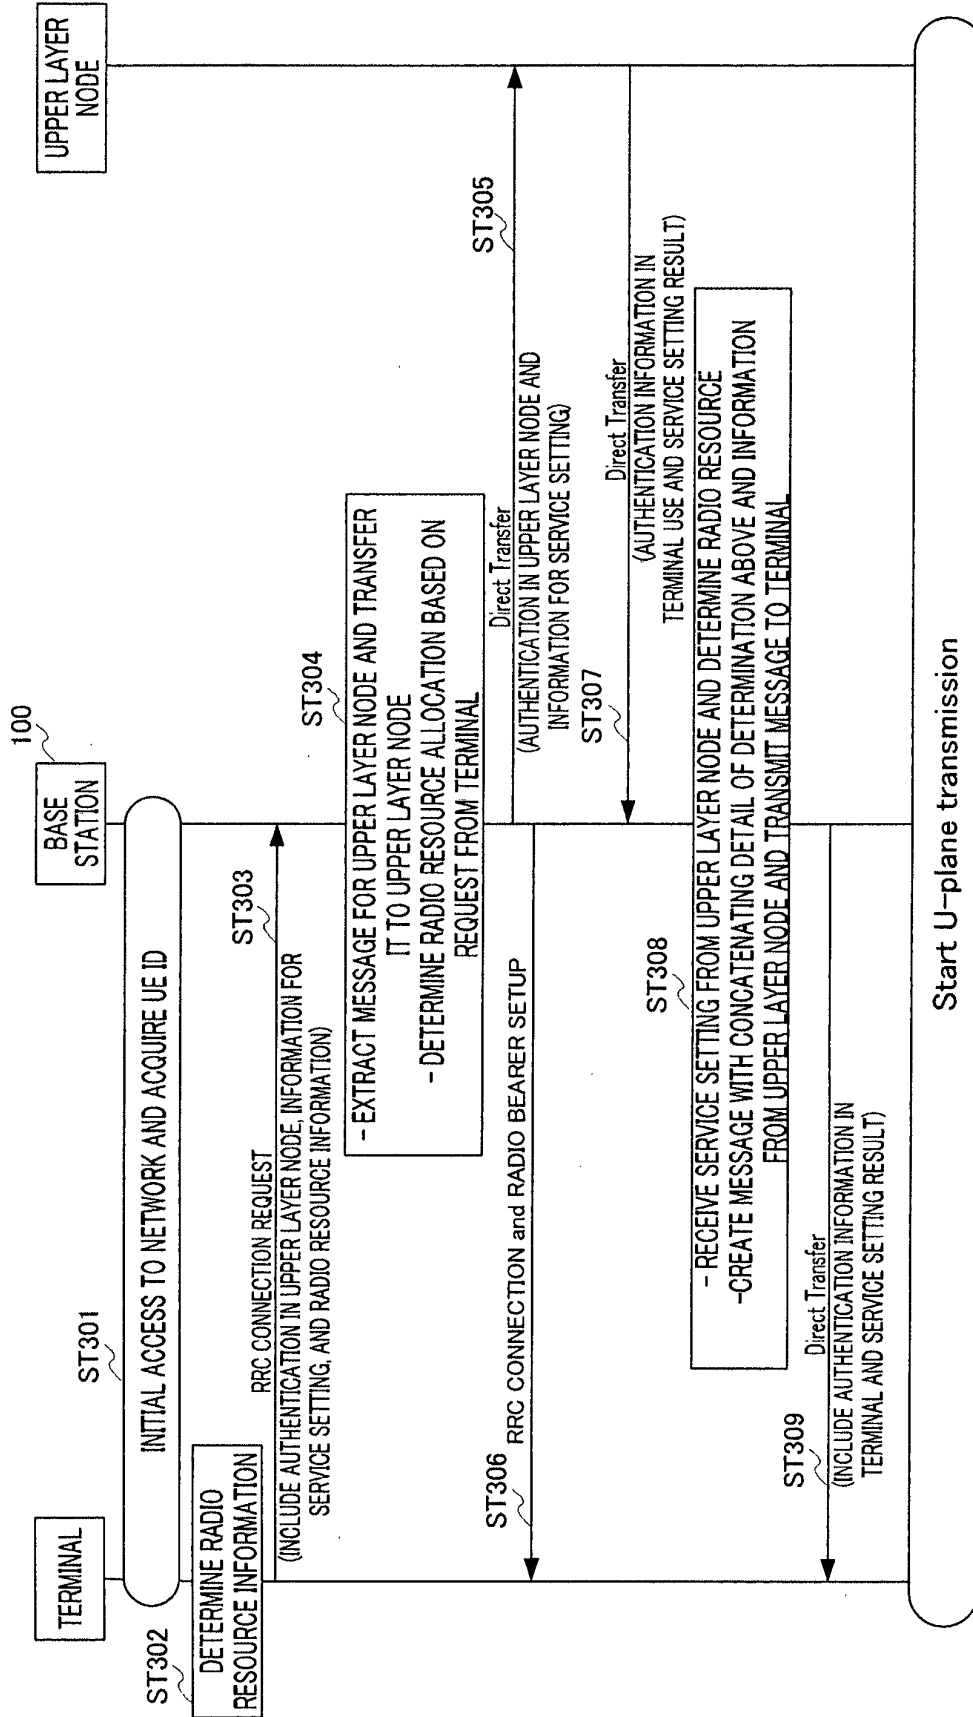 TERMINAL
100
BASE
STATION
UPPER LAYER
NODE
ST301
INITIAL ACCESS TO NETWORK AND ACQUIRE UE ID
ST302
DETERMINE RADIO
RESOURCE INFORMATION
RRC CONNECTION REQUEST
ST303
(INCLUDE AUTHENTICATION IN UPPER LAYER NODE, INFORMATION FOR
SERVICE SETTING, AND RADIO RESOURCE INFORMATION)
ST304
- EXTRACT MESSAGE FOR UPPER LAYER NODE AND TRANSFER
IT TO UPPER LAYER NODE
- DETERMINE RADIO RESOURCE ALLOCATION BASED ON
REQUEST FROM TERMINAL
Direct Transfer
ST305
(AUTHENTICATION IN UPPER LAYER NODE AND
INFORMATION FOR SERVICE SETTING)
ST306
RRC CONNECTION and RADIO BEARER SETUP
ST307
Direct Transfer
(AUTHENTICATION INFORMATION IN
TERMINAL USE AND SERVICE SETTING RESULT)
ST308
- RECEIVE SERVICE SETTING FROM UPPER LAYER NODE AND DETERMINE RADIO RESOURCE
-CREATE MESSAGE WITH CONCATENATING DETAIL OF DETERMINATION ABOVE AND INFORMATION
FROM UPPER LAYER NODE AND TRANSMIT MESSAGE TO TERMINAL
ST309
Direct Transfer
(INCLUDE AUTHENTICATION INFORMATION IN
TERMINAL AND SERVICE SETTING RESULT)
Start U-plane transmission